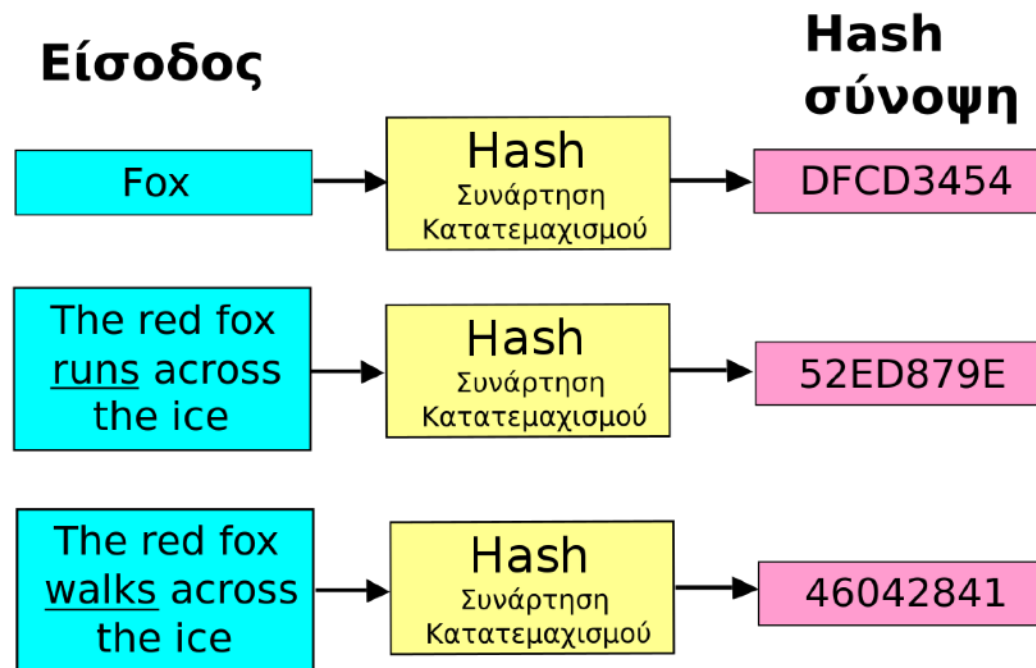 Είσοδος
Hash
σύνοψη
Fox
Hash
Συνάρτηση
Κατατεμαχισμού
DFCD3454
The red fox
runs across
the ice
Hash
Συνάρτηση
Κατατεμαχισμού
52ED879E
The red fox
walks across
the ice
Hash
Συνάρτηση
Κατατεμαχισμού
46042841